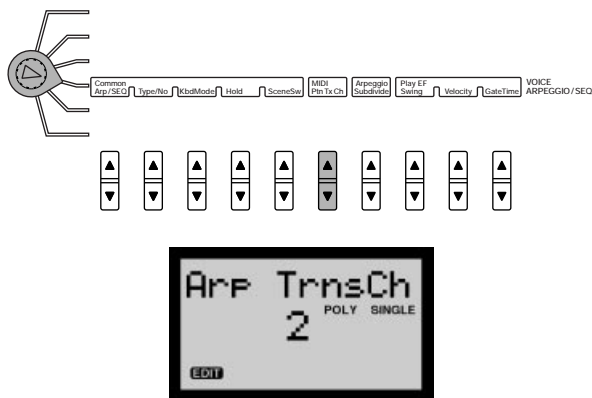 Common MIDI Arpeggio Play EF VOICE
Arp/SEQ Type/No KbdMode Hold SceneSw Ptn Tx Ch Subdivide Swing Velocity GateTime ARPEGGIO/SEQ
Arp TrnsCh
2 POLY SINGLE
EDIT